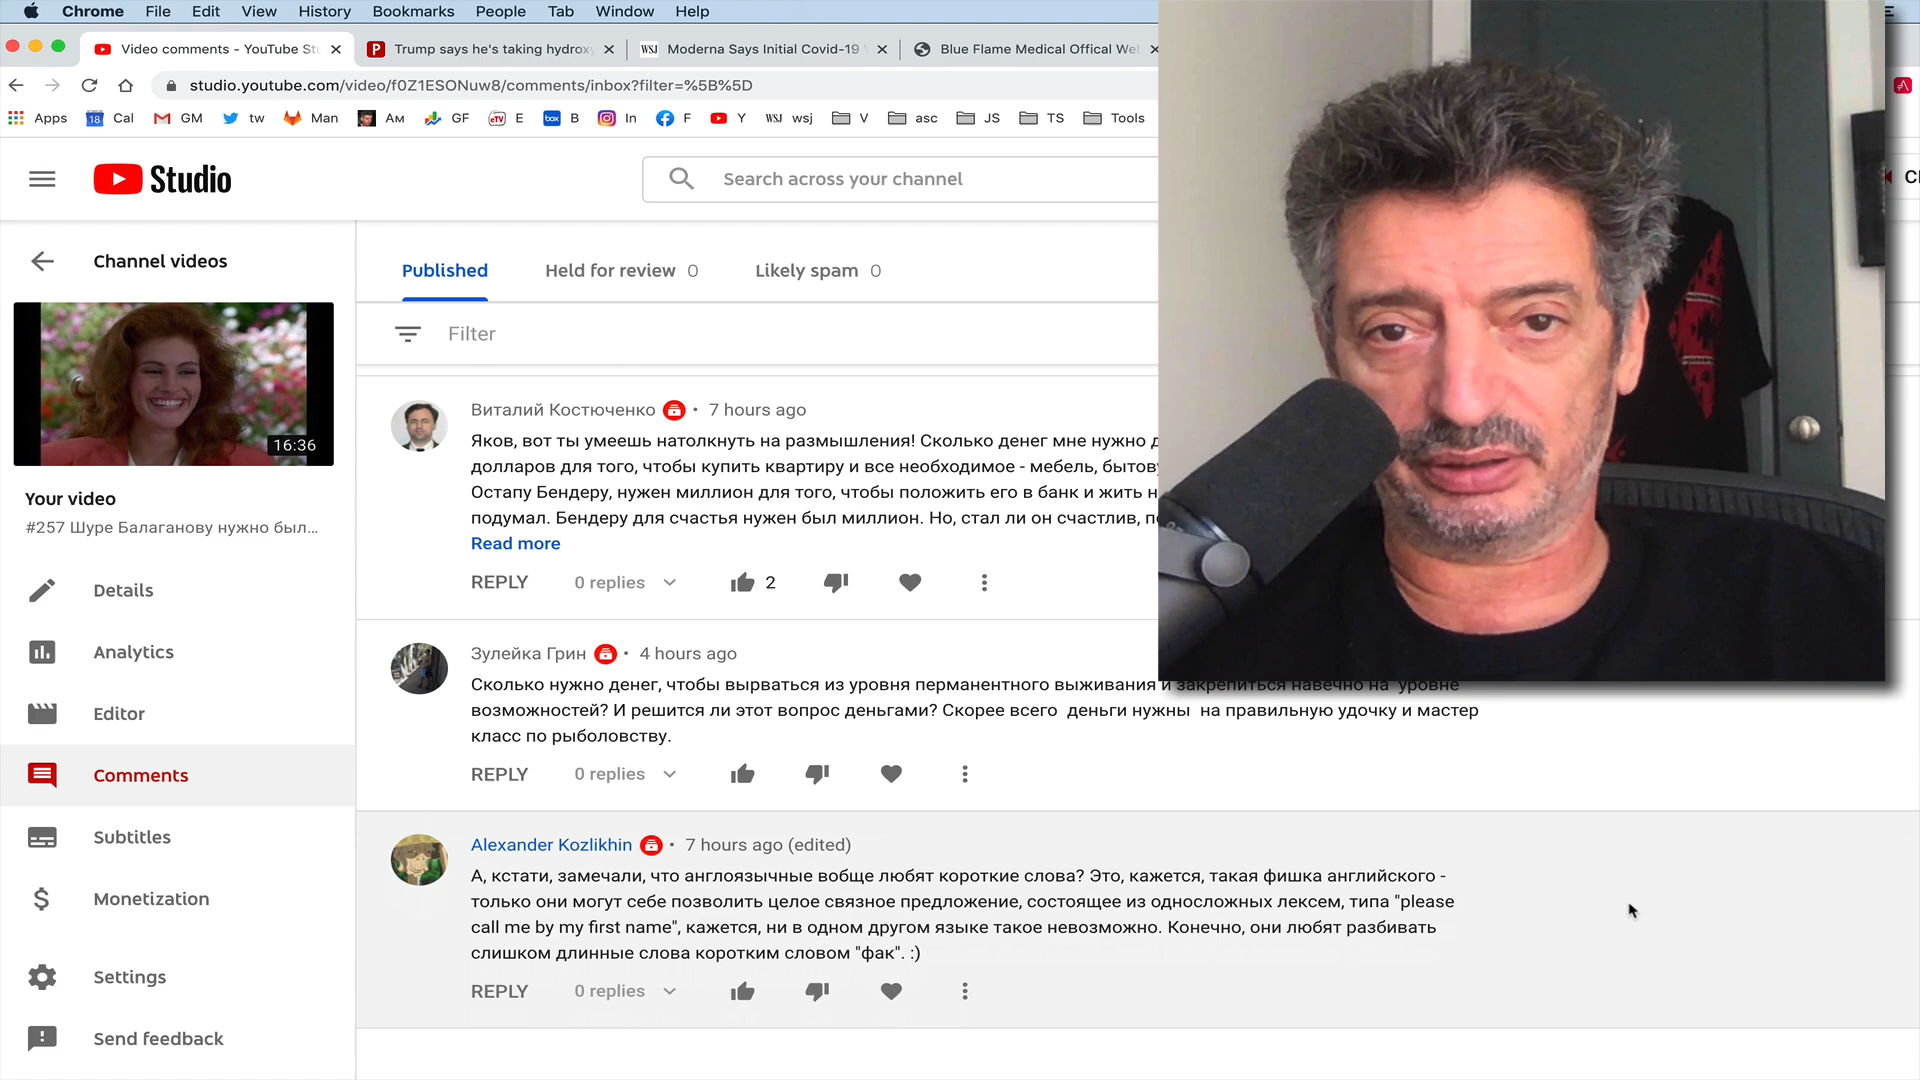 Chrome File Edit View History Bookmarks People Tab Window Help
Video comments - YouTube St
Trump says he's taking hydrox
WSJ Moderna Says Initial Covid-19
Blue Flame Medical Offical We
studio.youtube.com/video/f0Z1ESONuw8/comments/inbox?filter=%5B%5D
Apps Cal GM tw Man Ам GF E B In F Y wsj V asc JS TS Tools
Studio
Search across your channel
Channel videos
16:36
Your video
#257 Шуре Балаганову нужно был...
Details
Analytics
Editor
Comments
Subtitles
Monetization
Settings
Send feedback
Published Held for review 0 Likely spam 0
Filter
Виталий Костюченко • 7 hours ago
Яков, вот ты умеешь натолкнуть на размышления! Сколько денег мне нужно д
долларов для того, чтобы купить квартиру и все необходимое - мебель, бытов
Остапу Бендеру, нужен миллион для того, чтобы положить его в банк и жить н
подумал. Бендеру для счастья нужен был миллион. Но, стал ли он счастлив, п
Read more
REPLY 0 replies 2
Зулейка Грин • 4 hours ago
Сколько нужно денег, чтобы вырваться из уровня перманентного выживания и закрепиться навечно на уровне
возможностей? И решится ли этот вопрос деньгами? Скорее всего деньги нужны на правильную удочку и мастер
класс по рыболовству.
REPLY 0 replies
Alexander Kozlikhin • 7 hours ago (edited)
А, кстати, замечали, что англоязычные вобще любят короткие слова? Это, кажется, такая фишка английского -
только они могут себе позволить целое связное предложение, состоящее из односложных лексем, типа "please
call me by my first name", кажется, ни в одном другом языке такое невозможно. Конечно, они любят разбивать
слишком длинные слова коротким словом "фак". :)
REPLY 0 replies